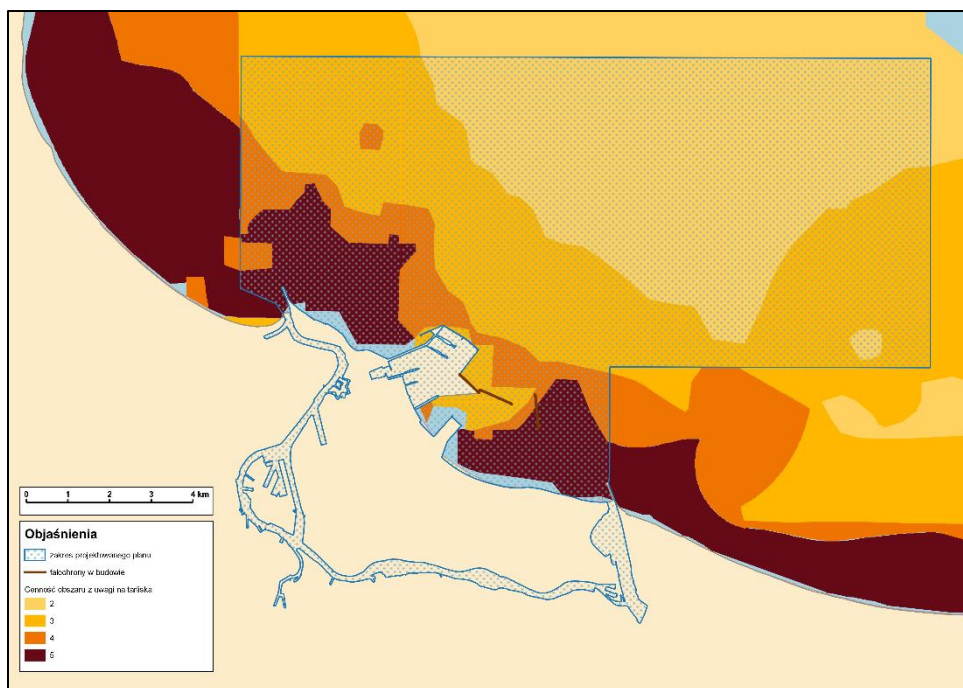 0 1 2 3 4 km
Objaśnienia
zakres projektowanego planu
falochrony w budowie
Cenność obszaru z uwagi na tarliska
2
3
4
5